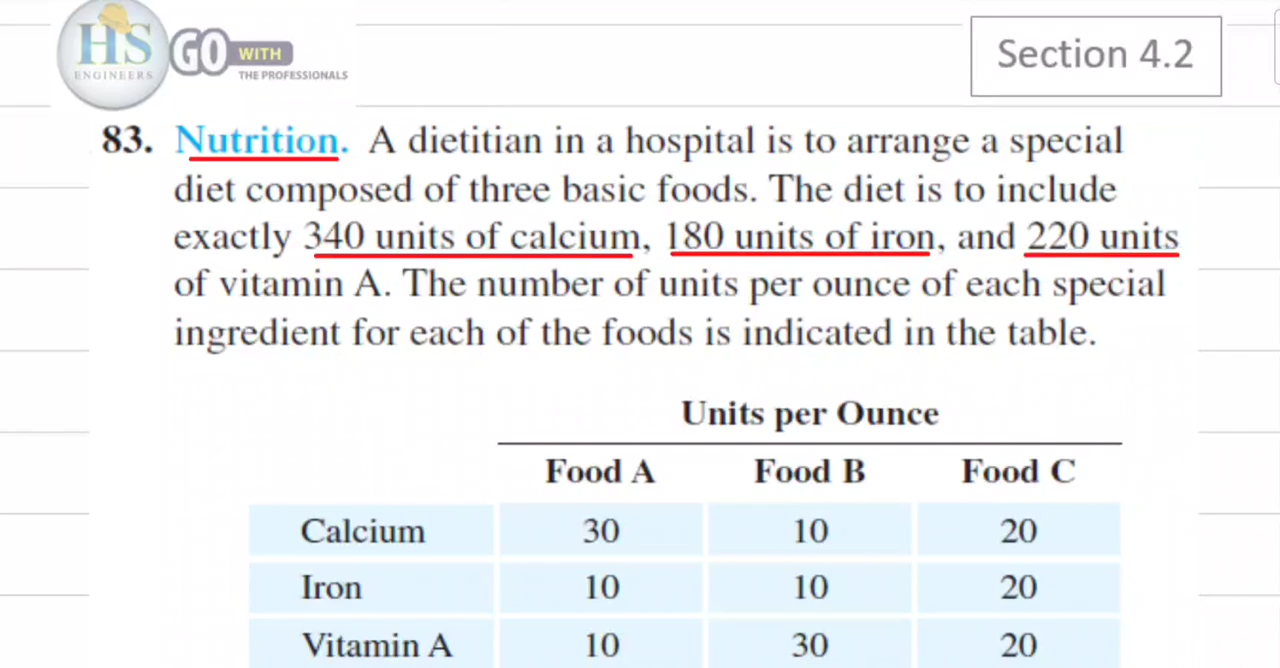 HS
ENGINEERS
GO WITH
THE PROFESSIONALS
Section 4.2
83. Nutrition. A dietitian in a hospital is to arrange a special
diet composed of three basic foods. The diet is to include
exactly 340 units of calcium, 180 units of iron, and 220 units
of vitamin A. The number of units per ounce of each special
ingredient for each of the foods is indicated in the table.
Units per Ounce
Food A Food B Food C
Calcium 30 10 20
Iron 10 10 20
Vitamin A 10 30 20